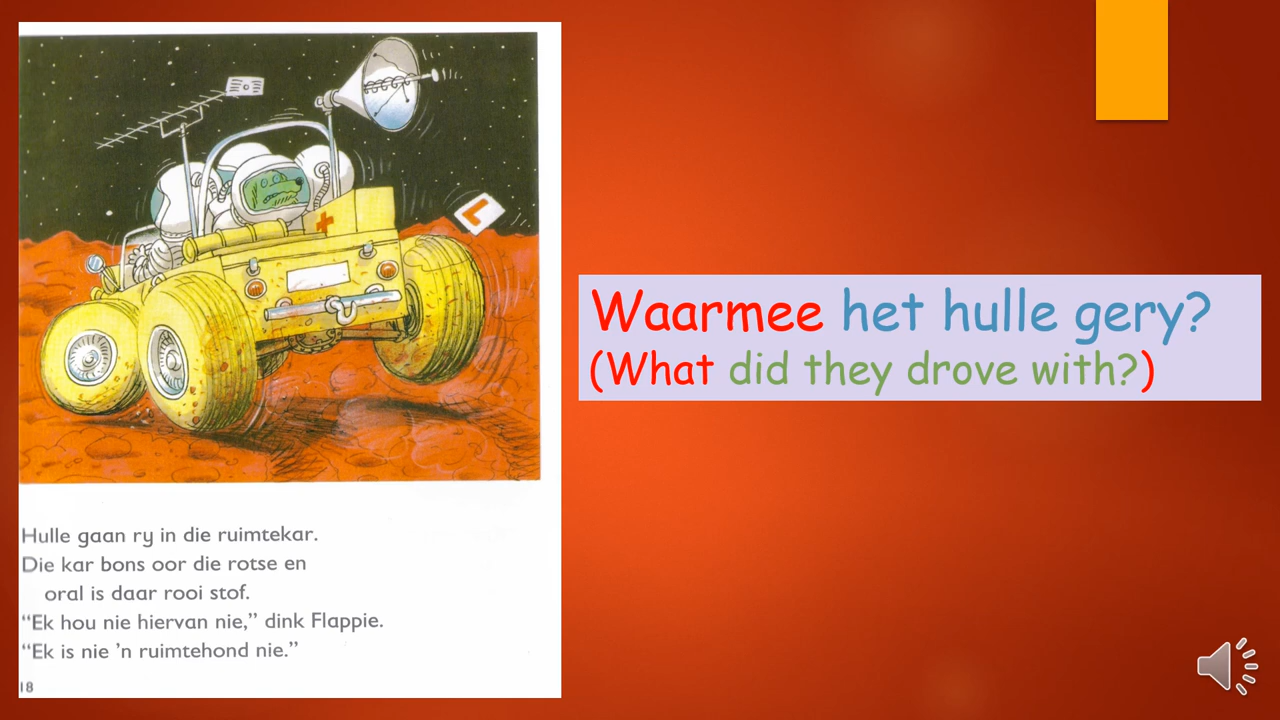 L
Hulle gaan ry in die ruimtekar.
Die kar bons oor die rotse en
oral is daar rooi stof.
“Ek hou nie hiervan nie,” dink Flappie.
“Ek is nie ’n ruimtehond nie.”
18
Waarmee het hulle gery?
(What did they drove with?)